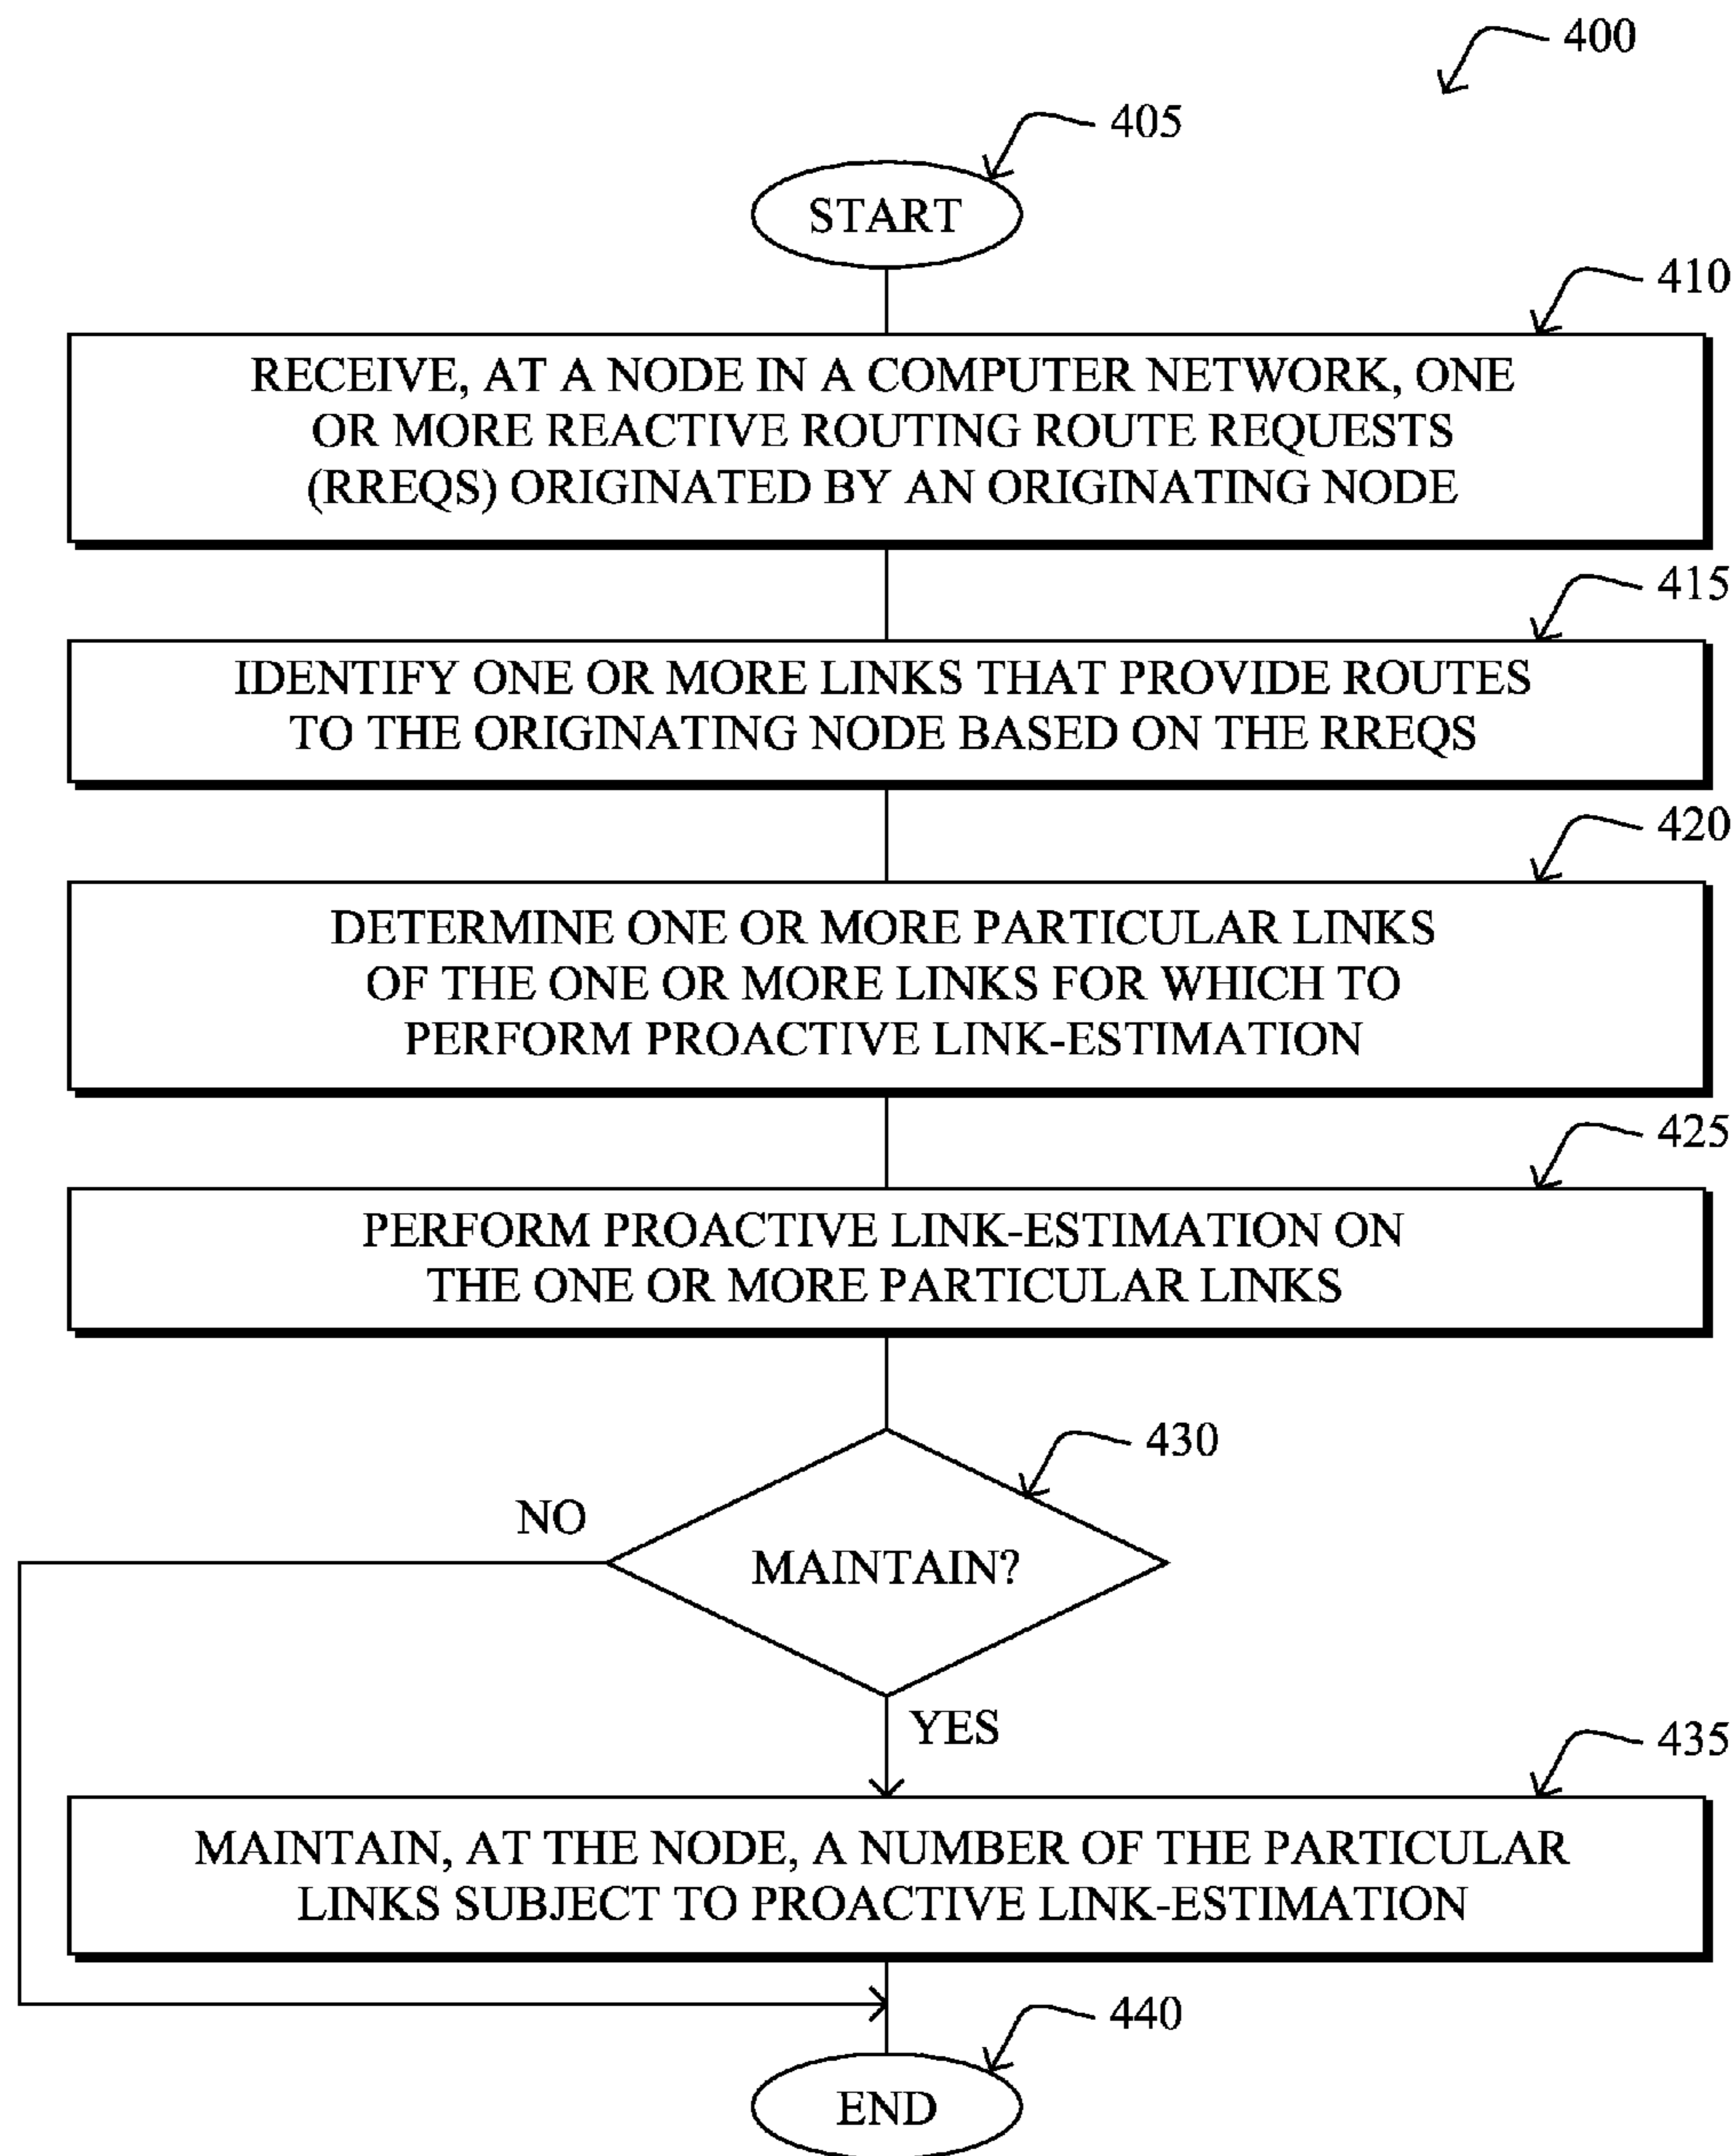 400
405
START
410
RECEIVE, AT A NODE IN A COMPUTER NETWORK, ONE
OR MORE REACTIVE ROUTING ROUTE REQUESTS
(RREQS) ORIGINATED BY AN ORIGINATING NODE
415
IDENTIFY ONE OR MORE LINKS THAT PROVIDE ROUTES
TO THE ORIGINATING NODE BASED ON THE RREQS
420
DETERMINE ONE OR MORE PARTICULAR LINKS
OF THE ONE OR MORE LINKS FOR WHICH TO
PERFORM PROACTIVE LINK-ESTIMATION
425
PERFORM PROACTIVE LINK-ESTIMATION ON
THE ONE OR MORE PARTICULAR LINKS
430
NO
MAINTAIN?
YES
435
MAINTAIN, AT THE NODE, A NUMBER OF THE PARTICULAR
LINKS SUBJECT TO PROACTIVE LINK-ESTIMATION
440
END